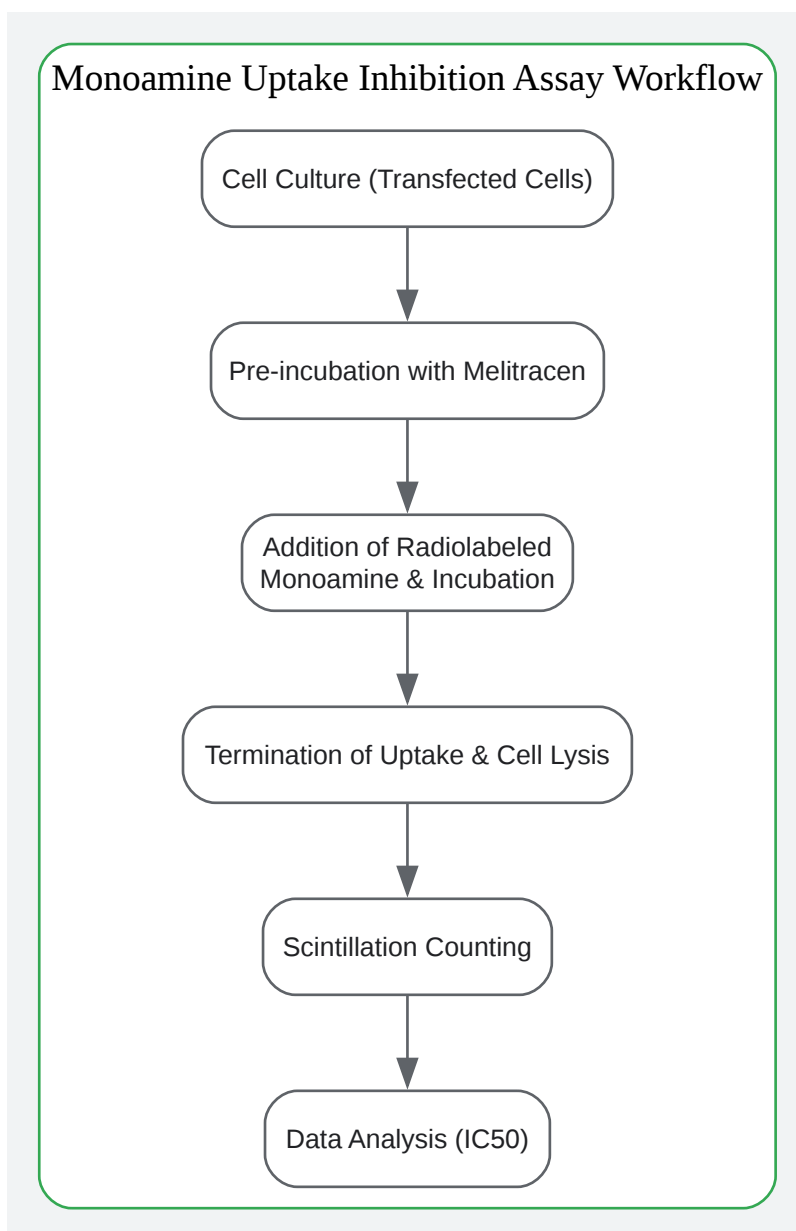 Monoamine Uptake Inhibition Assay Workflow
Cell Culture (Transfected Cells)
Pre-incubation with Melitracen
Addition of Radiolabeled
Monoamine & Incubation
Termination of Uptake & Cell Lysis
Scintillation Counting
Data Analysis (IC50)